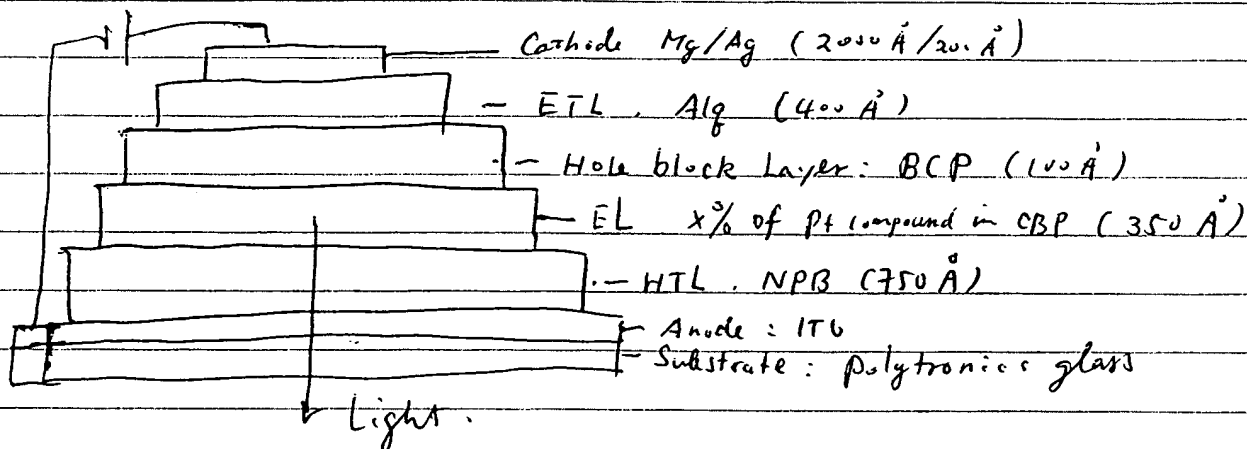 Cathode Mg/Ag (2000 Å/200 Å)
ETL. Alq (400 Å)
Hole block Layer: BCP (100 Å)
EL x% of Pt compound in CBP (350 Å)
HTL. NPB (750 Å)
Anode: ITO
Substrate: polytronics glass
Light.